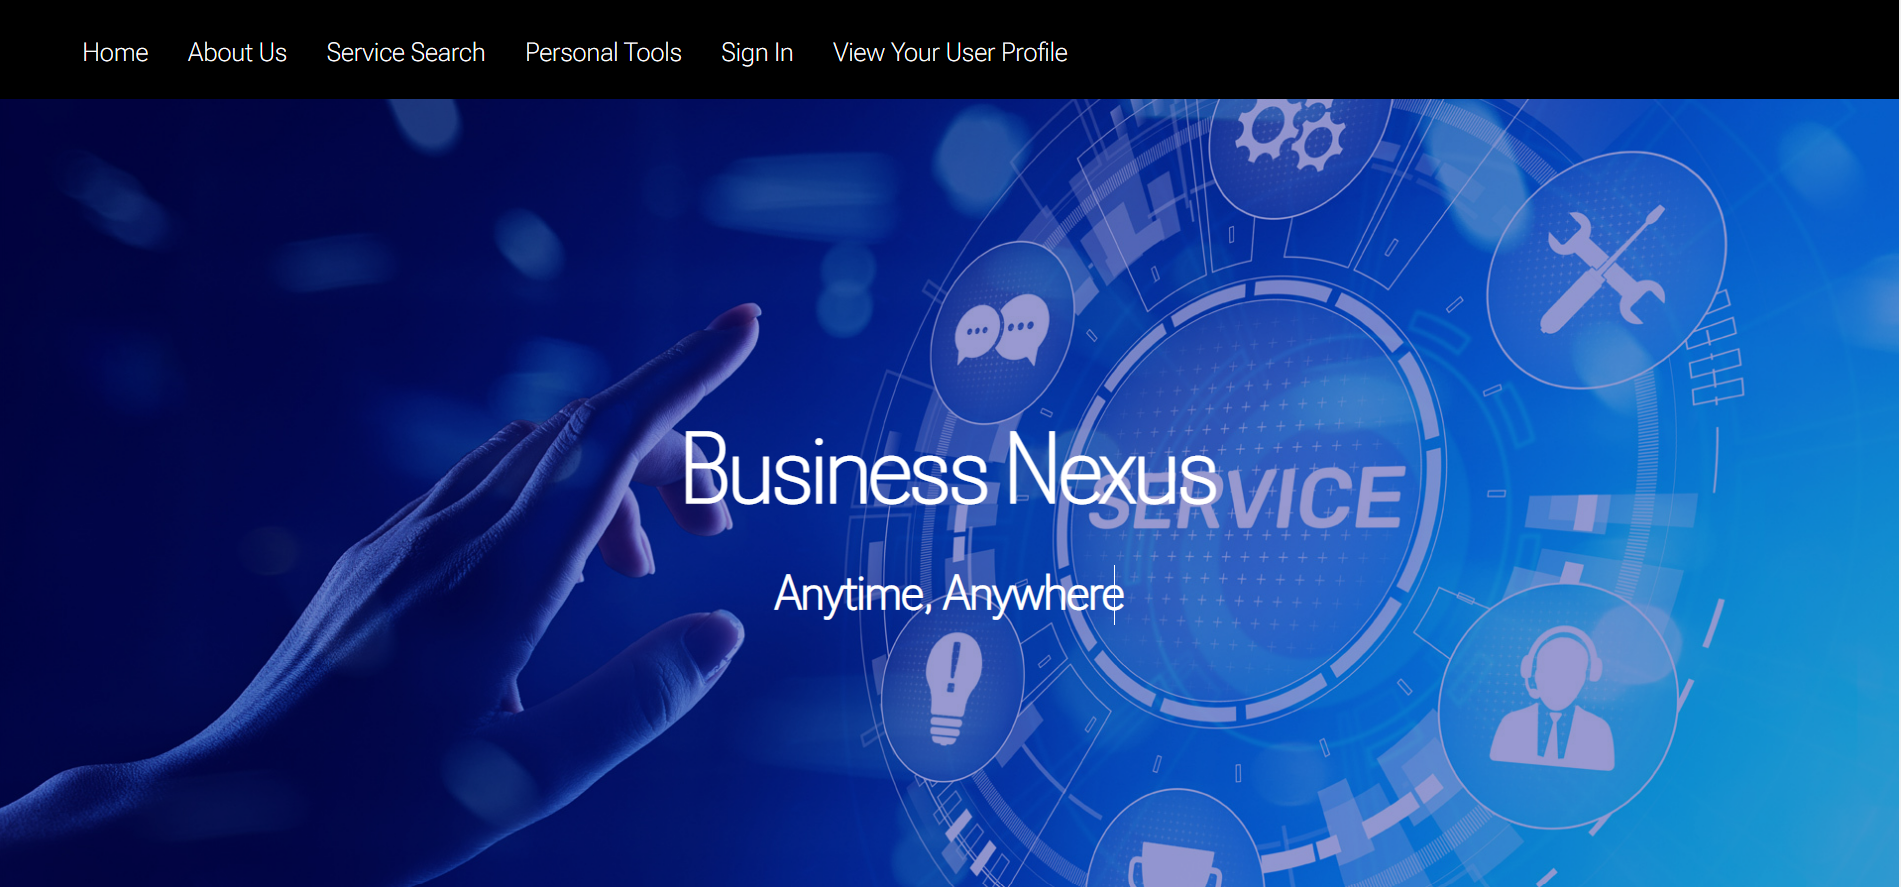 Home About Us Service Search Personal Tools Sign In View Your User Profile
Business Nexus
SERVICE
Anytime, Anywhere